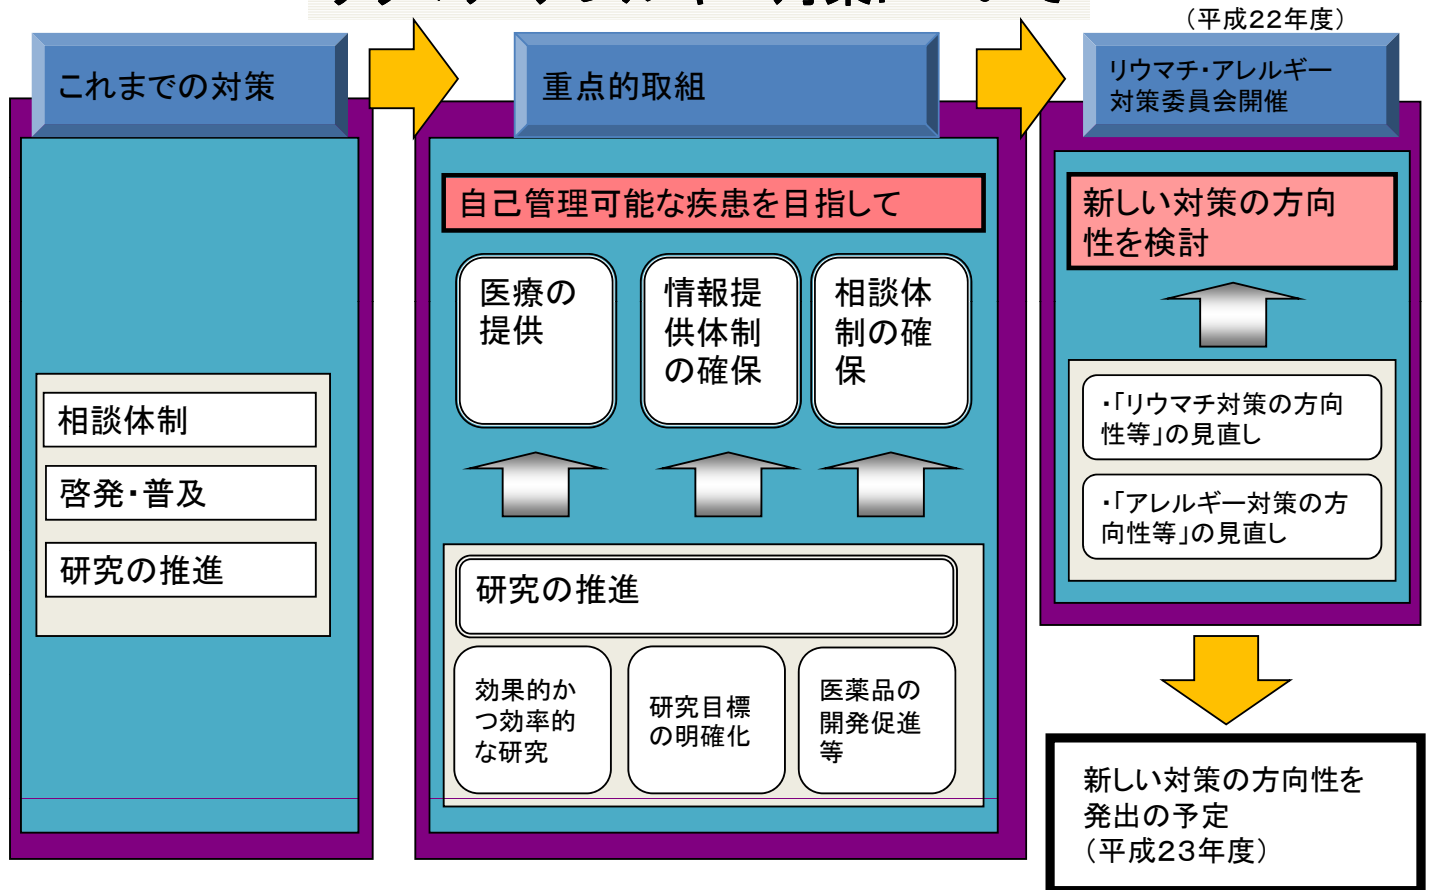 （平成２２年度）
これまでの対策
相談体制
啓発・普及
研究の推進
重点的取組
自己管理可能な疾患を目指して
医療の
提供
情報提
供体制
の確保
相談体
制の確
保
研究の推進
効果的か
つ効率的
な研究
研究目標
の明確化
医薬品の
開発促進
等
リウマチ・アレルギー
対策委員会開催
新しい対策の方向
性を検討
・「リウマチ対策の方向
性等」の見直し
・「アレルギー対策の方
向性等」の見直し
新しい対策の方向性を
発出の予定
（平成２３年度）